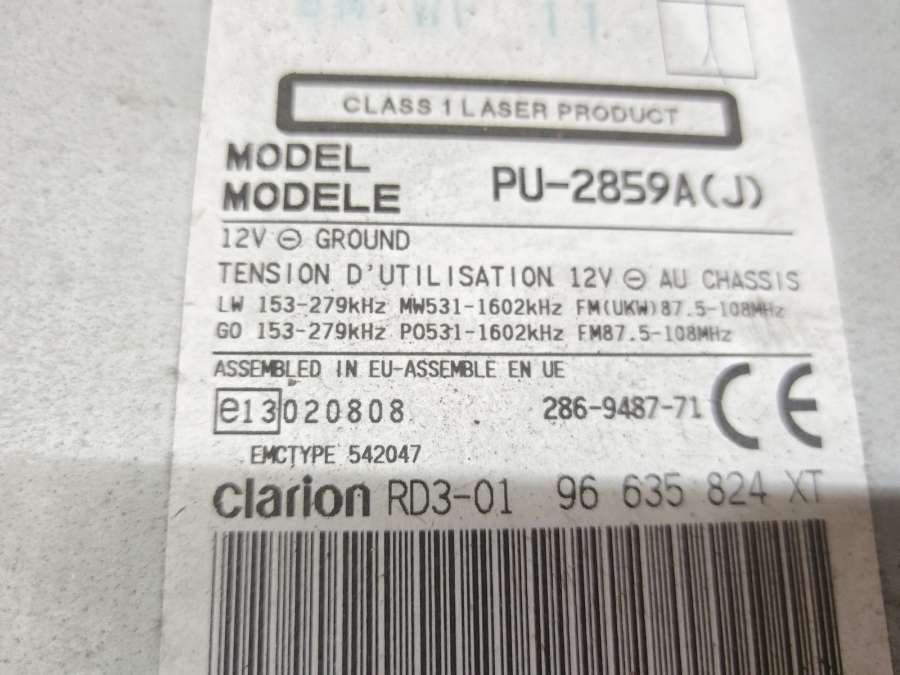 CLASS 1 LASER PRODUCT
MODEL
MODELE PU-2859A(J)
12V ⊖ GROUND
TENSION D'UTILISATION 12V ⊖ AU CHASSIS
LW 153-279kHz MW531-1602kHz FM(UKW)87.5-108MHz
GO 153-279kHz PO531-1602kHz FM87.5-108MHz
ASSEMBLED IN EU-ASSEMBLE EN UE
e13 020808 286-9487-71 CE
EMCTYPE 542047
clarion RD3-01 96 635 824 XT